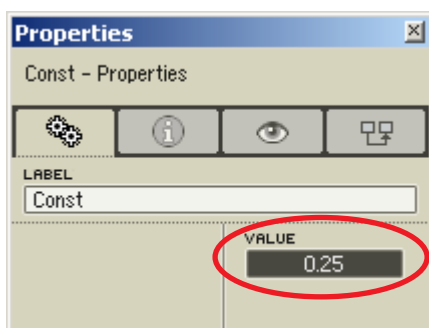 Properties
Const - Properties
LABEL
Const
VALUE
0.25